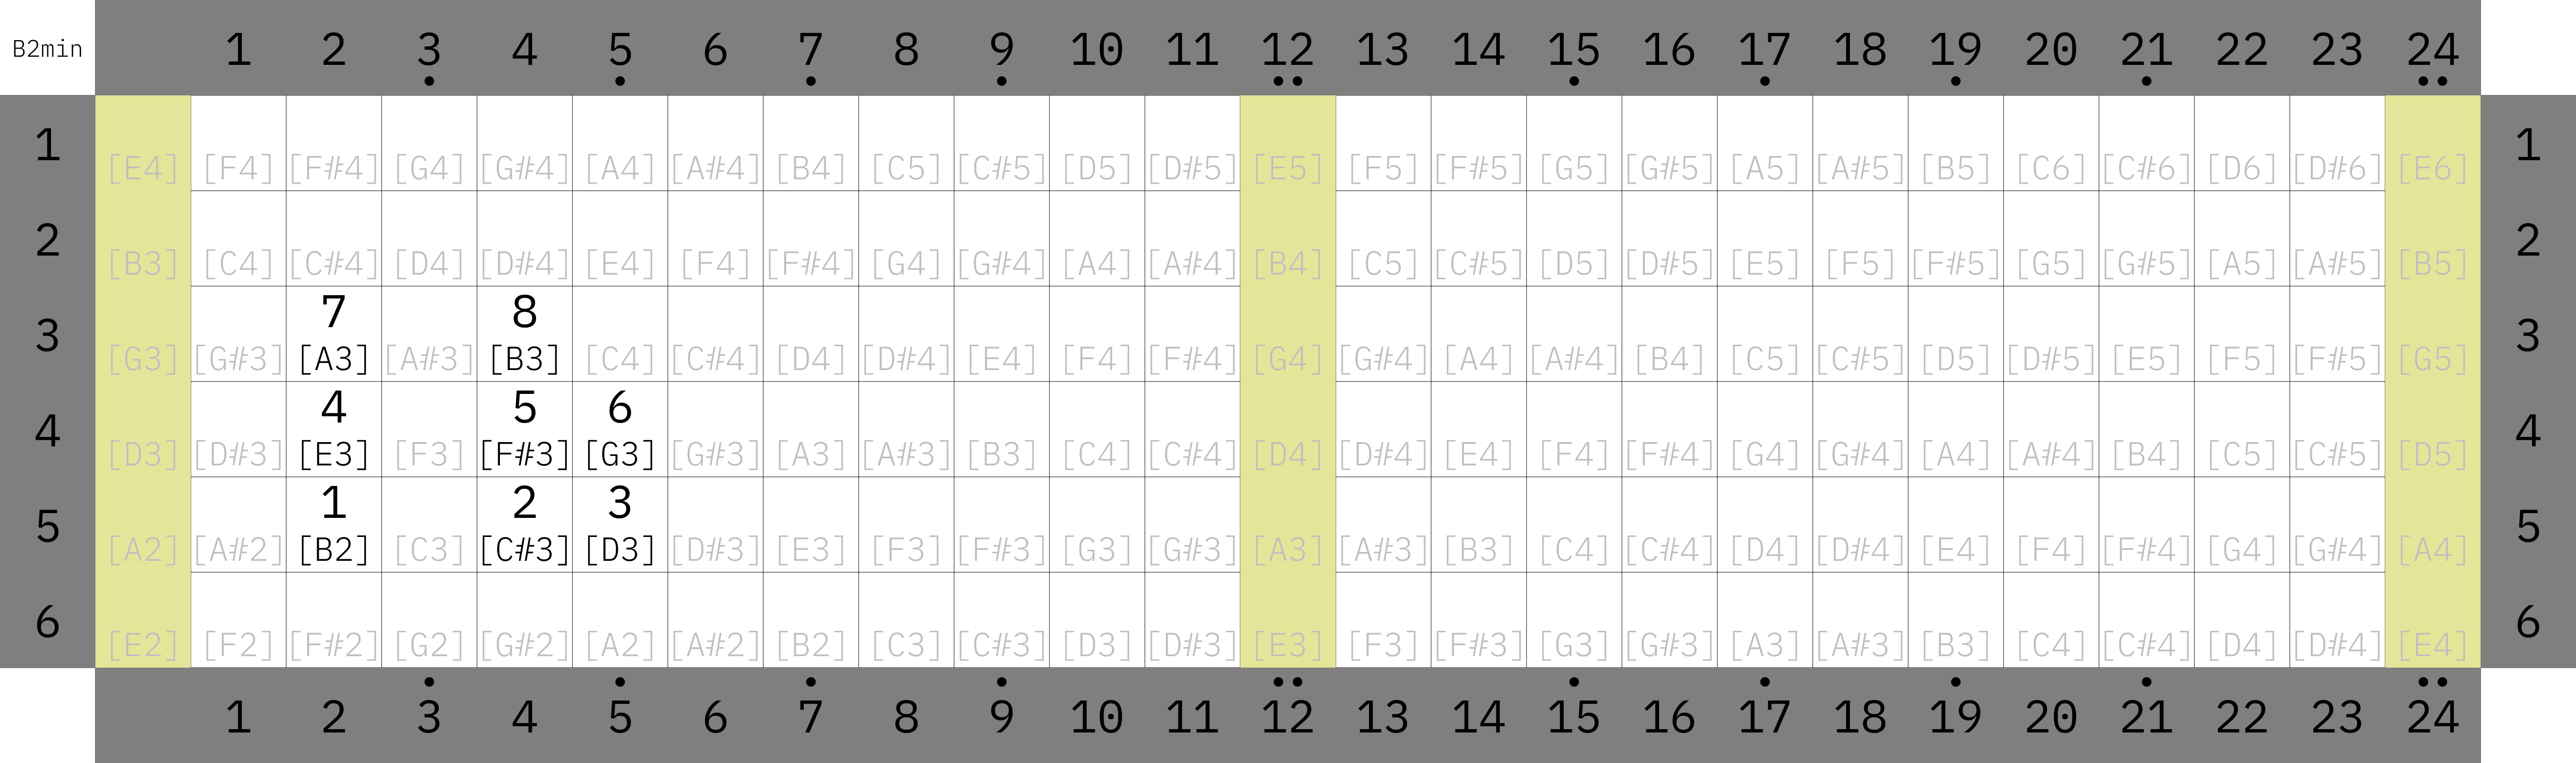 B2min 1 2 3 4 5 6 7 8 9 10 11 12 13 14 15 16 17 18 19 20 21 22 23 24
1 [E4] [F4] [F#4] [G4] [G#4] [A4] [A#4] [B4] [C5] [C#5] [D5] [D#5] [E5] [F5] [F#5] [G5] [G#5] [A5] [A#5] [B5] [C6] [C#6] [D6] [D#6] [E6] 1
2 [B3] [C4] [C#4] [D4] [D#4] [E4] [F4] [F#4] [G4] [G#4] [A4] [A#4] [B4] [C5] [C#5] [D5] [D#5] [E5] [F5] [F#5] [G5] [G#5] [A5] [A#5] [B5] 2
7 8
3 [G3] [G#3] [A3] [A#3] [B3] [C4] [C#4] [D4] [D#4] [E4] [F4] [F#4] [G4] [G#4] [A4] [A#4] [B4] [C5] [C#5] [D5] [D#5] [E5] [F5] [F#5] [G5] 3
4 5 6
4 [D3] [D#3] [E3] [F3] [F#3] [G3] [G#3] [A3] [A#3] [B3] [C4] [C#4] [D4] [D#4] [E4] [F4] [F#4] [G4] [G#4] [A4] [A#4] [B4] [C5] [C#5] [D5] 4
1 2 3
5 [A2] [A#2] [B2] [C3] [C#3] [D3] [D#3] [E3] [F3] [F#3] [G3] [G#3] [A3] [A#3] [B3] [C4] [C#4] [D4] [D#4] [E4] [F4] [F#4] [G4] [G#4] [A4] 5
6 [E2] [F2] [F#2] [G2] [G#2] [A2] [A#2] [B2] [C3] [C#3] [D3] [D#3] [E3] [F3] [F#3] [G3] [G#3] [A3] [A#3] [B3] [C4] [C#4] [D4] [D#4] [E4] 6
1 2 3 4 5 6 7 8 9 10 11 12 13 14 15 16 17 18 19 20 21 22 23 24